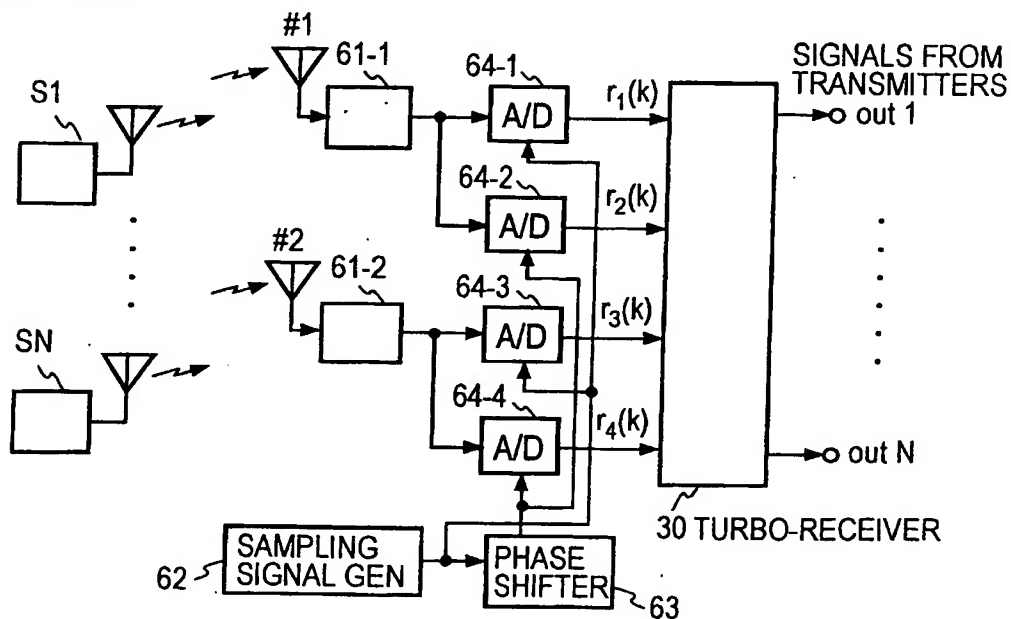 #1
61-1
64-1
SIGNALS FROM
TRANSMITTERS
S1
A/D
r₁(k)
out 1
64-2
r₂(k)
A/D
#2
61-2
64-3
A/D
r₃(k)
SN
64-4
r₄(k)
A/D
out N
30 TURBO-RECEIVER
62
SAMPLING
SIGNAL GEN
PHASE
SHIFTER
63